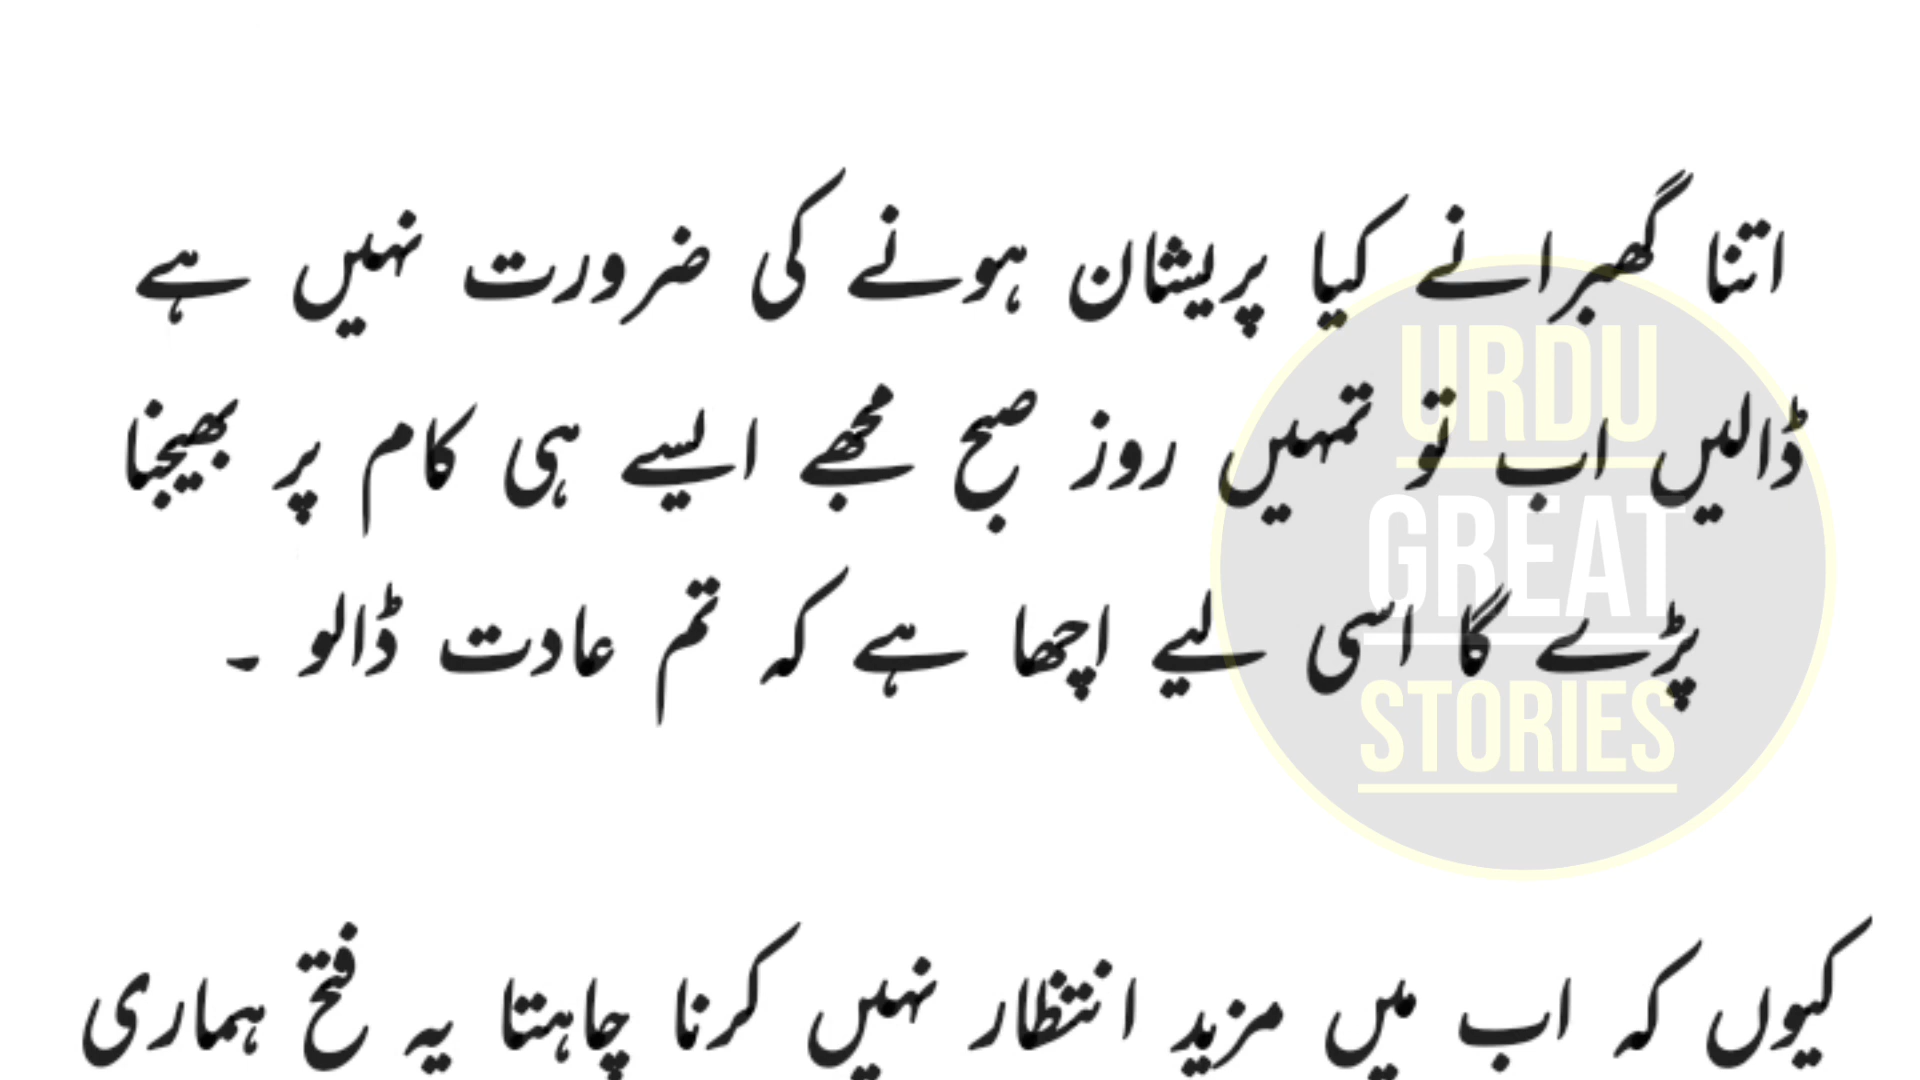 اتنا گھبرانے کیا پریشان ہونے کی ضرورت نہیں ہے
ڈالیں اب تو تمہیں روز صبح مجھے ایسے ہی کام پر بھیجنا
پڑے گا اسی لیے اچھا ہے کہ تم عادت ڈالو ۔
کیوں کہ اب میں مزید انتظار نہیں کرنا چاہتا یہ فتح ہماری
URDU
GREAT
STORIES